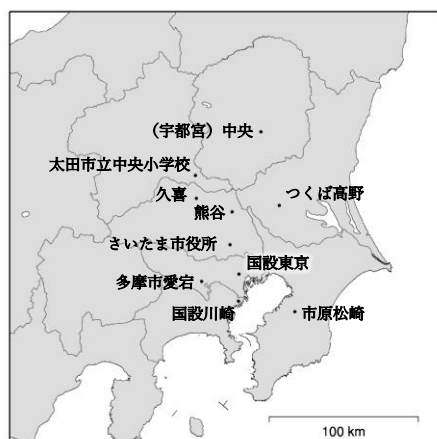 (宇都宮)中央
太田市立中央小学校
久喜
つくば高野
熊谷
さいたま市役所
国設東京
多摩市愛宕
国設川崎
市原松崎
100 km